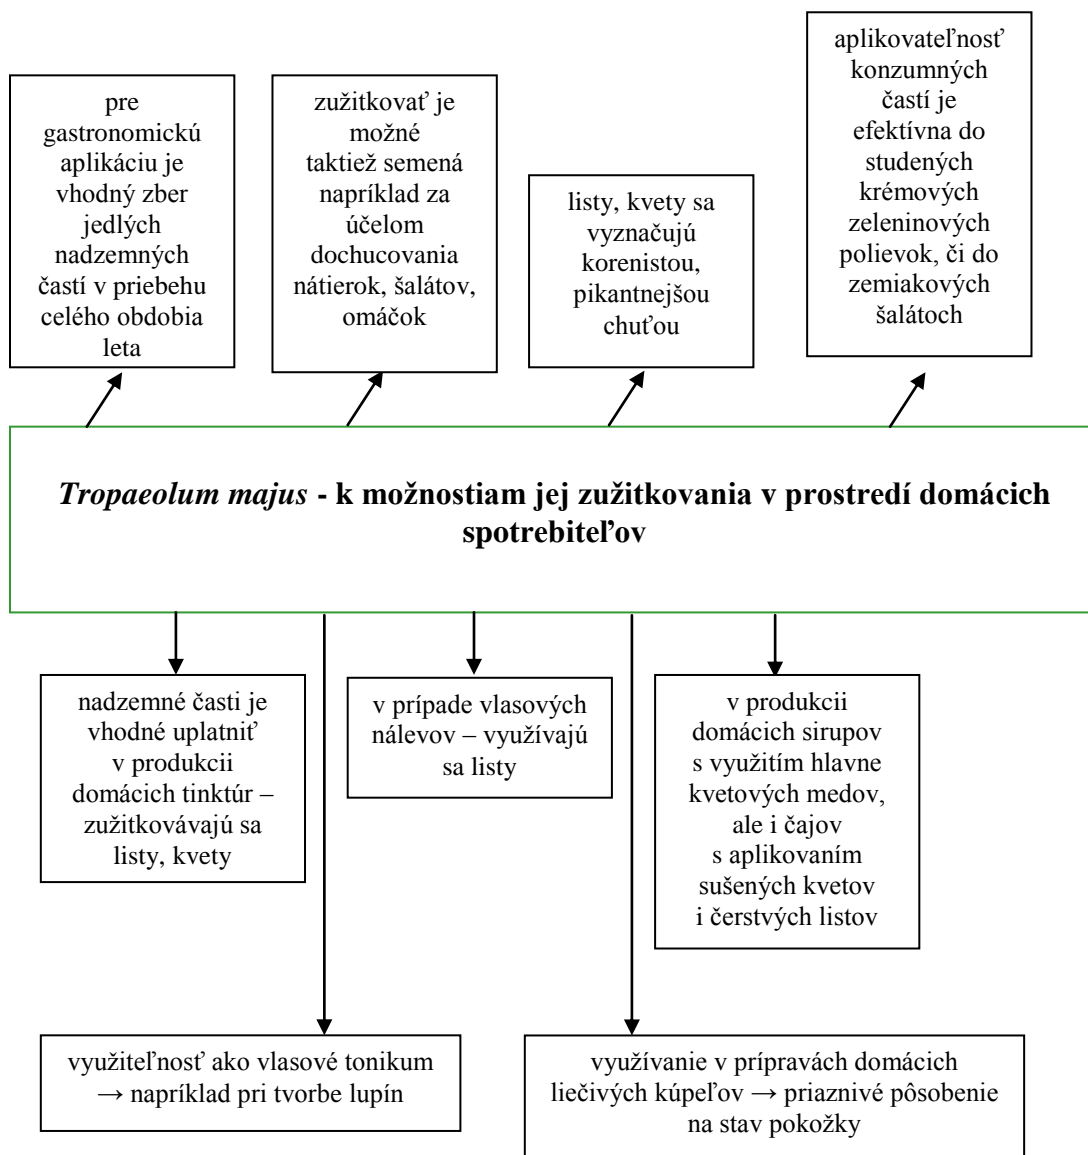 pre
gastronomickú
aplikáciu je
vhodný zber
jedlých
nadzemných
častí v priebehu
celého obdobia
leta
zužitkovať je
možné
taktiež semená
napríklad za
účelom
dochucovania
nátierok, šalátov,
omáčok
listy, kvety sa
vyznačujú
korenistou,
pikantnejšou
chuťou
aplikovateľnosť
konzumných
častí je
efektívna do
studených
krémových
zeleninových
polievok, či do
zemiakových
šalátoch
Tropaeolum majus - k možnostiam jej zužitkovania v prostredí domácich
spotrebiteľov
nadzemné časti je
vhodné uplatniť
v produkcii
domácich tinktúr –
zužitkovávajú sa
listy, kvety
v prípade vlasových
nálevov – využívajú
sa listy
v produkcii
domácich sirupov
s využitím hlavne
kvetových medov,
ale i čajov
s aplikovaním
sušených kvetov
i čerstvých listov
využiteľnosť ako vlasové tonikum
→ napríklad pri tvorbe lupín
využívanie v prípravách domácich
liečivých kúpeľov → priaznivé pôsobenie
na stav pokožky